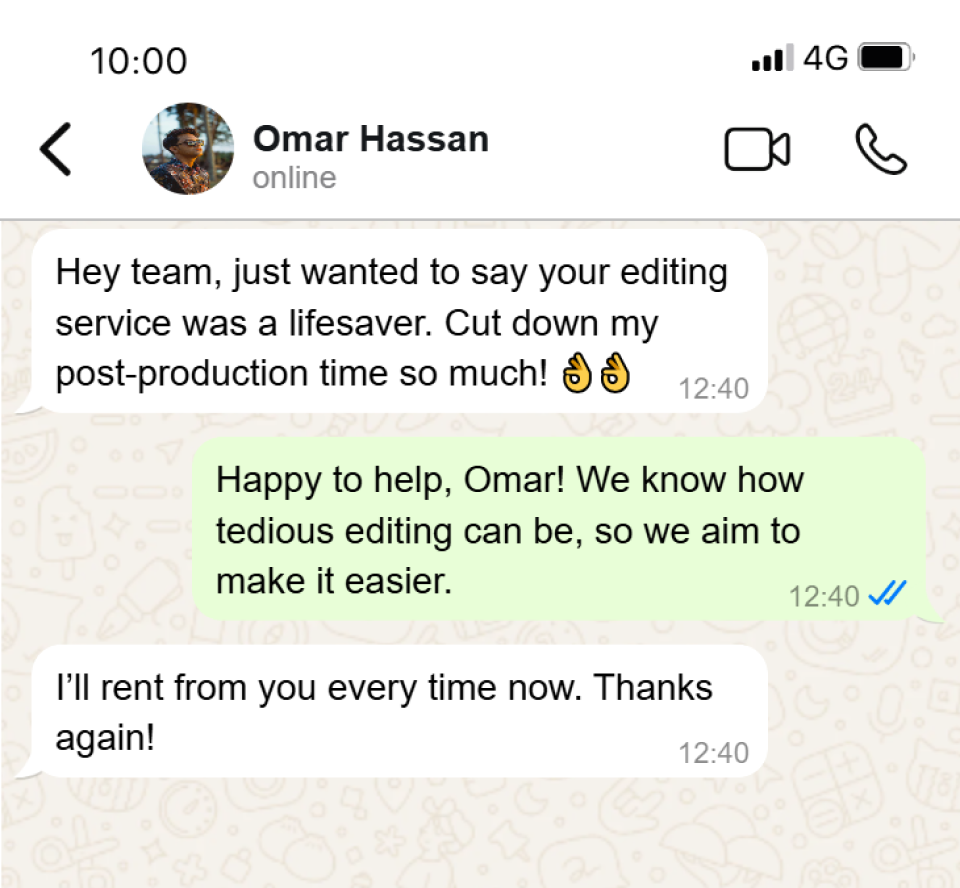 10:00
4G
Omar Hassan
online
Hey team, just wanted to say your editing
service was a lifesaver. Cut down my
post-production time so much! 👌👌
12:40
Happy to help, Omar! We know how
tedious editing can be, so we aim to
make it easier.
12:40
I’ll rent from you every time now. Thanks
again!
12:40